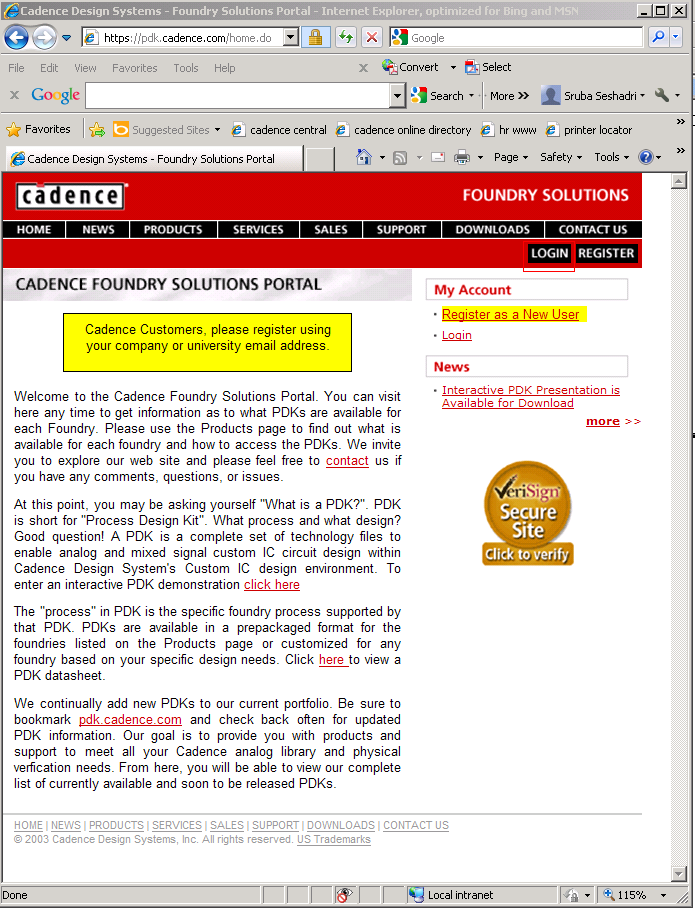 Cadence Design Systems - Foundry Solutions Portal - Internet Explorer, optimized for Bing and MSN
https://pdk.cadence.com/home.do
Google
File Edit View Favorites Tools Help
x Convert Select
x Google Search More >> Sruba Seshadri
Favorites Suggested Sites cadence central cadence online directory hr www printer locator >>
Cadence Design Systems - Foundry Solutions Portal
Page Safety Tools >>
cadence
FOUNDRY SOLUTIONS
HOME NEWS PRODUCTS SERVICES SALES SUPPORT DOWNLOADS CONTACT US
LOGIN REGISTER
CADENCE FOUNDRY SOLUTIONS PORTAL
Cadence Customers, please register using
your company or university email address.
Welcome to the Cadence Foundry Solutions Portal. You can visit
here any time to get information as to what PDKs are available for
each Foundry. Please use the Products page to find out what is
available for each foundry and how to access the PDKs. We invite
you to explore our web site and please feel free to contact us if
you have any comments, questions, or issues.
At this point, you may be asking yourself "What is a PDK?". PDK
is short for "Process Design Kit". What process and what design?
Good question! A PDK is a complete set of technology files to
enable analog and mixed signal custom IC circuit design within
Cadence Design System's Custom IC design environment. To
enter an interactive PDK demonstration click here
The "process" in PDK is the specific foundry process supported by
that PDK. PDKs are available in a prepackaged format for the
foundries listed on the Products page or customized for any
foundry based on your specific design needs. Click here to view a
PDK datasheet.
We continually add new PDKs to our current portfolio. Be sure to
bookmark pdk.cadence.com and check back often for updated
PDK information. Our goal is to provide you with products and
support to meet all your Cadence analog library and physical
verfication needs. From here, you will be able to view our complete
list of currently available and soon to be released PDKs.
My Account
• Register as a New User
• Login
News
• Interactive PDK Presentation is
Available for Download
more >>
VeriSign
Secure
Site
Click to verify
HOME | NEWS | PRODUCTS | SERVICES | SALES | SUPPORT | DOWNLOADS | CONTACT US
© 2003 Cadence Design Systems, Inc. All rights reserved. US Trademarks
Done Local intranet 115%